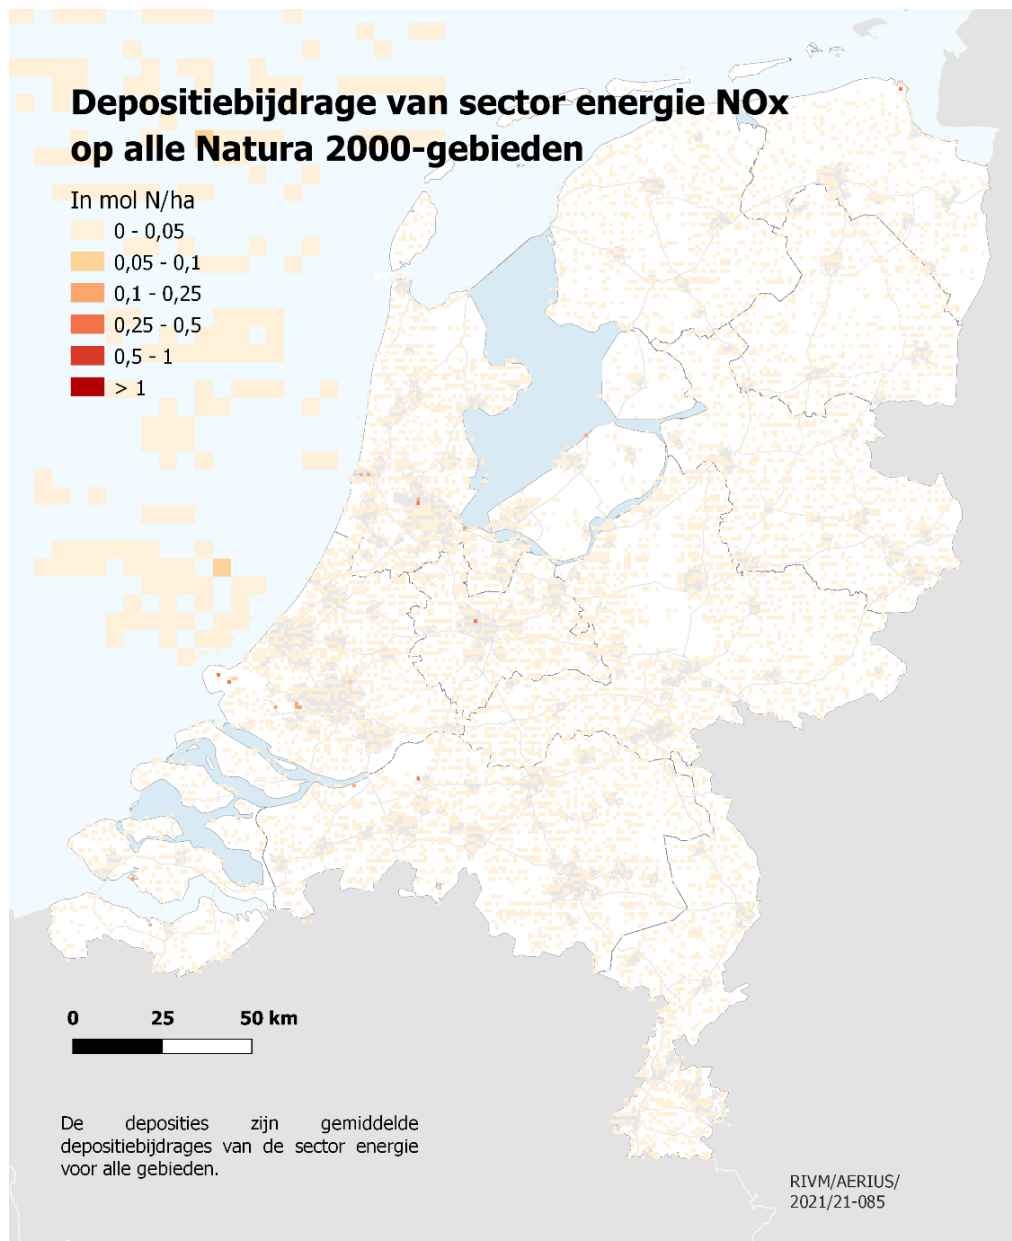 Depositiebijdrage van sector energie NOx
op alle Natura 2000-gebieden
In mol N/ha
0 - 0,05
0,05 - 0,1
0,1 - 0,25
0,25 - 0,5
0,5 - 1
> 1
0 25 50 km
De deposities zijn gemiddelde
depositiebijdrages van de sector energie
voor alle gebieden.
RIVM/AERIUS/
2021/21-085